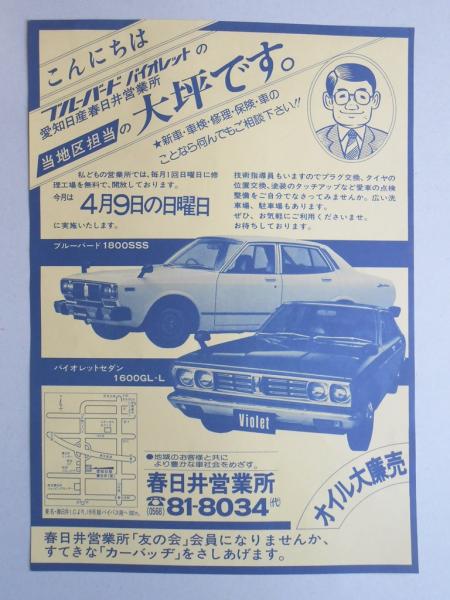 こんにちは
ブルーバード バイオレットの
愛知日産春日井営業所
当地区担当の大坪です。
★新車・車検・修理・保険・車の
ことなら何んでもご相談下さい!!
私どもの営業所では、毎月1回日曜日に修
理工場を無料で、開放しております。
今月は 4月9日の日曜日
に実施いたします。
技術指導員もいますのでプラグ交換、タイヤの
位置交換、塗装のタッチアップなど愛車の点検
整備をご自分でなさってみませんか。広い洗
車場、駐車場もあります。
ぜひ、お気軽にご利用くださいませ。
お待ちしております。
ブルーバード1800SSS
バイオレットセダン
1600GL-L
Violet
●地域のお客様と共に
より豊かな車社会をめざす。
春日井営業所
☎(0568)81-8034(代)
オイル大廉売
春日井営業所「友の会」会員になりませんか、
すてきな「カーバッヂ」をさしあげます。